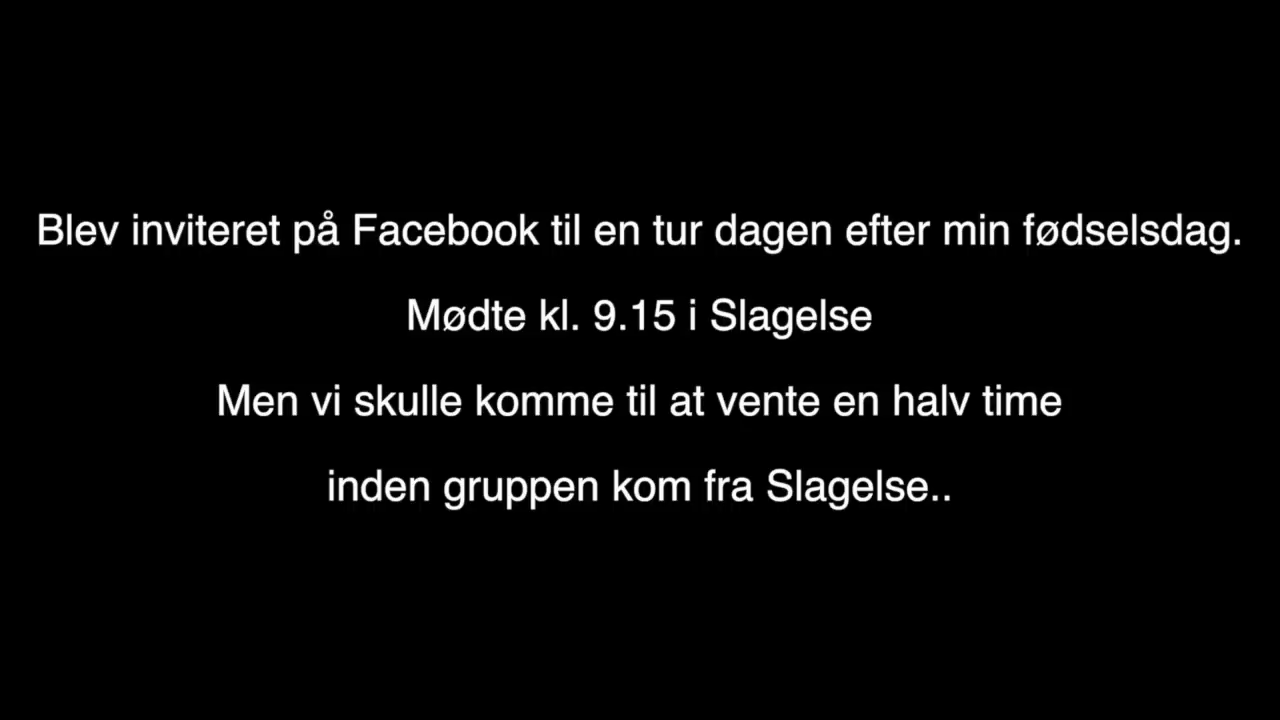 Blev inviteret på Facebook til en tur dagen efter min fødselsdag.
Mødte kl. 9.15 i Slagelse
Men vi skulle komme til at vente en halv time
inden gruppen kom fra Slagelse..